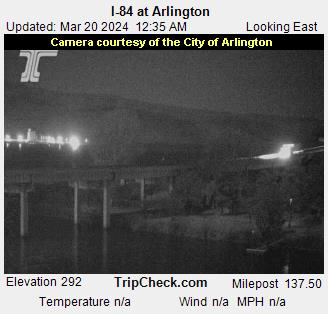 I-84 at Arlington
Updated: Mar 20 2024 12:35 AM Looking East
Camera courtesy of the City of Arlington
Elevation 292 TripCheck.com Milepost 137.50
Temperature n/a Wind n/a MPH n/a